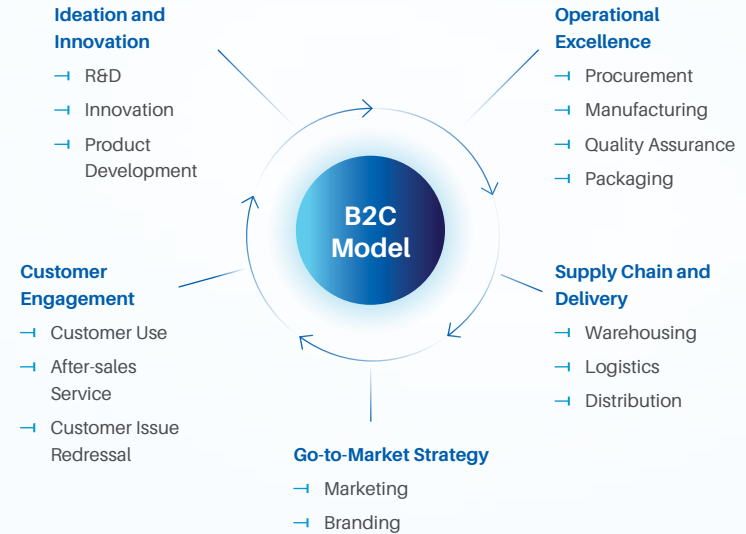 Ideation and
Innovation
R&D
Innovation
Product
Development
Operational
Excellence
Procurement
Manufacturing
Quality Assurance
Packaging
B2C
Model
Customer
Engagement
Customer Use
After-sales
Service
Customer Issue
Redressal
Supply Chain and
Delivery
Warehousing
Logistics
Distribution
Go-to-Market Strategy
Marketing
Branding